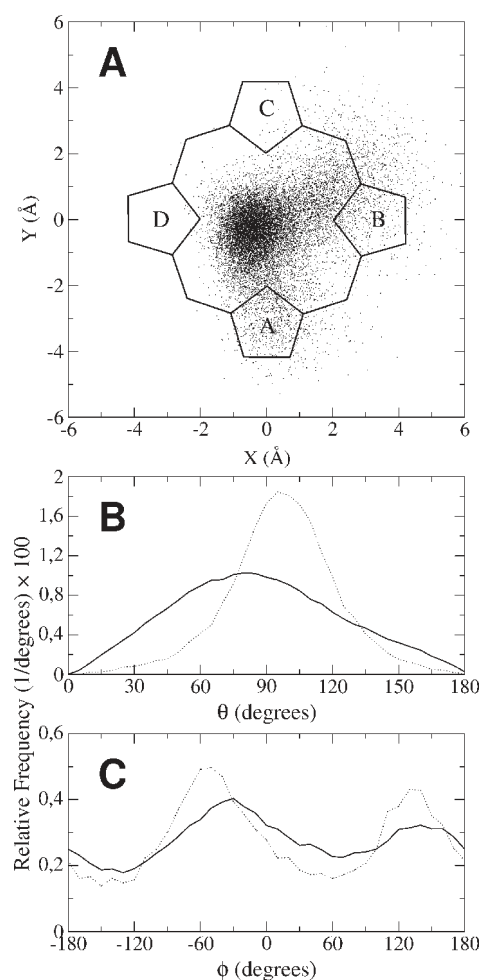 A
6
4
2
0
-2
-4
-6
Y (Å)
C
D
B
A
-6 -4 -2 0 2 4 6
X (Å)
B
2
1,6
1,2
0,8
0,4
0
0 30 60 90 120 150 180
θ (degrees)
Relative Frequency (1/degrees) × 100
C
0,6
0,4
0,2
0
-180 -120 -60 0 60 120 180
ϕ (degrees)